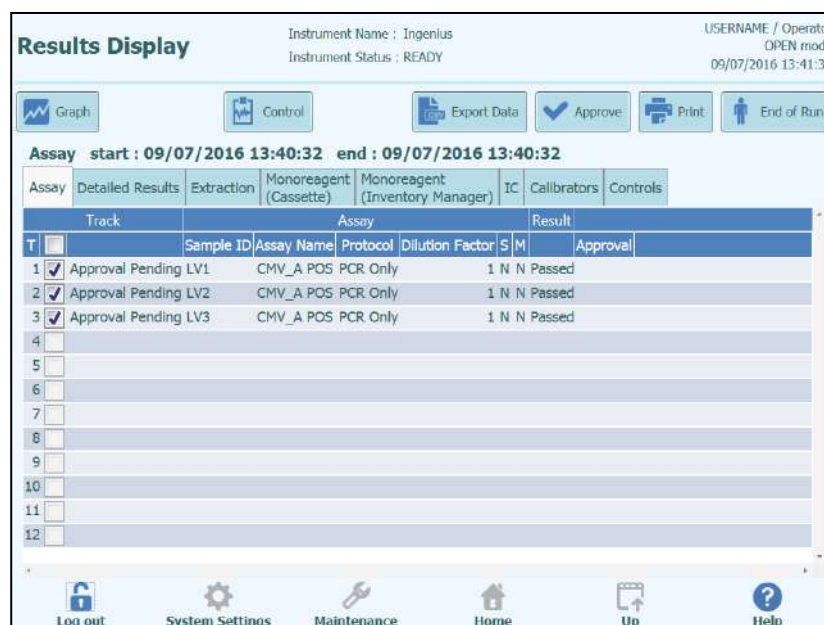 Results Display
Instrument Name : Ingenius
Instrument Status : READY
USERNAME / Operato
OPEN mod
09/07/2016 13:41:3
Graph Control Export Data Approve Print End of Run
Assay start : 09/07/2016 13:40:32 end : 09/07/2016 13:40:32
Assay Detailed Results Extraction Monoreagent (Cassette) Monoreagent (Inventory Manager) IC Calibrators Controls
Track Assay Result
T Sample ID Assay Name Protocol Dilution Factor S M Approval
1 Approval Pending LV1 CMV_A POS PCR Only 1 N N Passed
2 Approval Pending LV2 CMV_A POS PCR Only 1 N N Passed
3 Approval Pending LV3 CMV_A POS PCR Only 1 N N Passed
4
5
6
7
8
9
10
11
12
Log out System Settings Maintenance Home Up Help